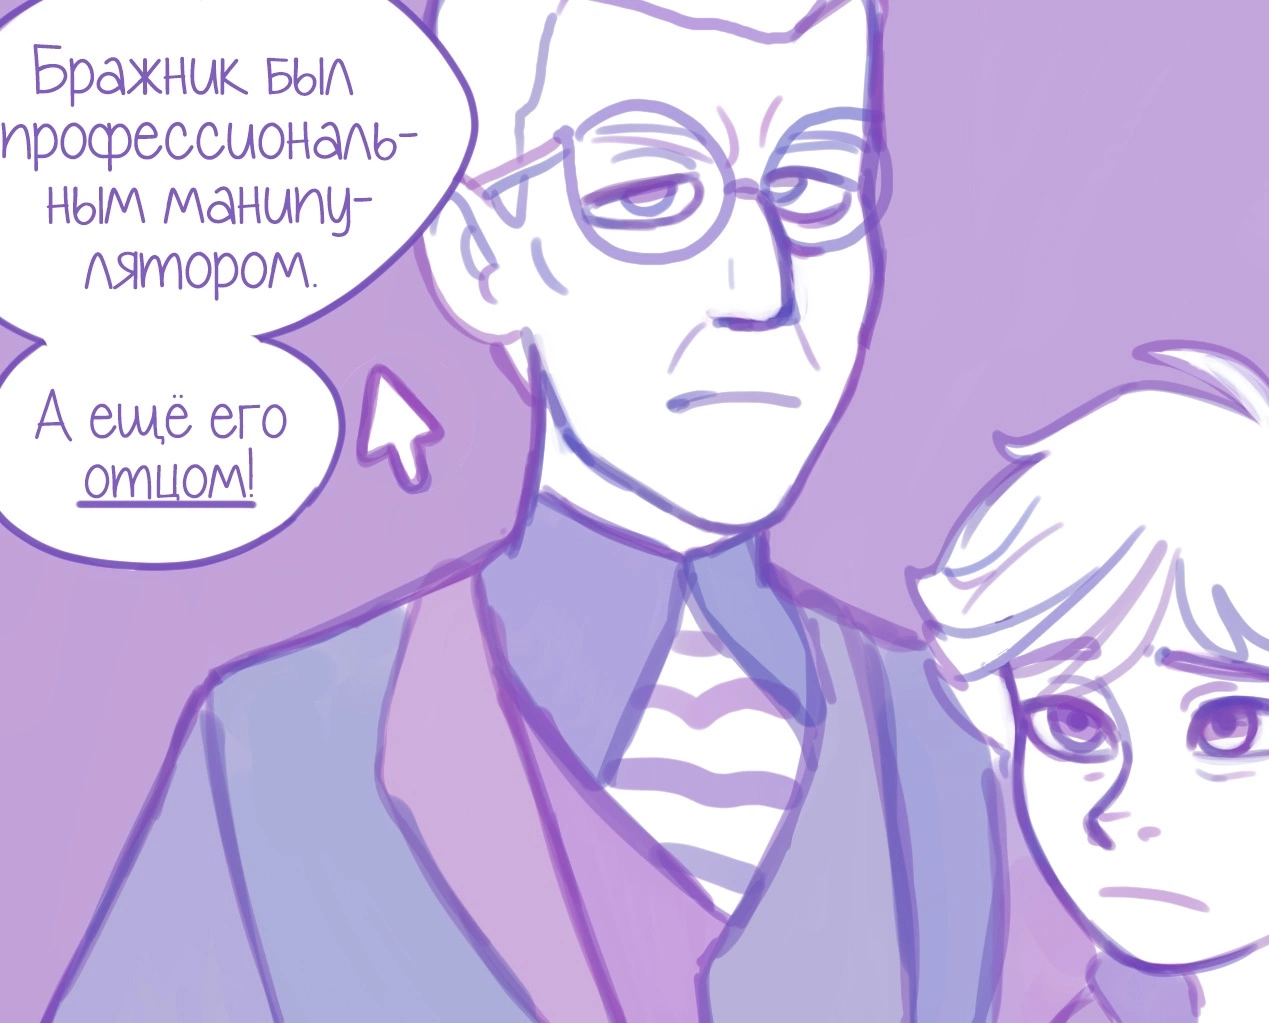 Бражник был
профессиональ-
ным манипу-
лятором.
А ещё его
отцом!